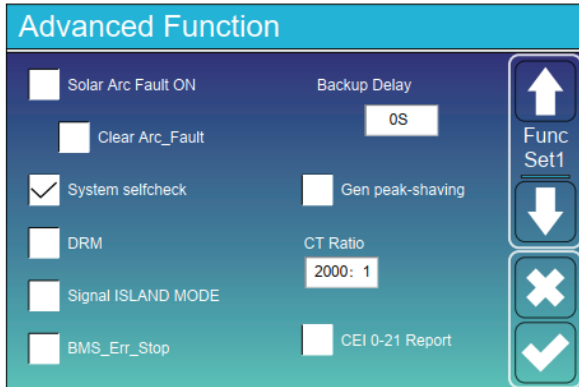 Advanced Function
Solar Arc Fault ON
Backup Delay
0S
Clear Arc_Fault
System selfcheck
Gen peak-shaving
DRM
CT Ratio
2000: 1
Signal ISLAND MODE
BMS_Err_Stop
CEI 0-21 Report
Func
Set1